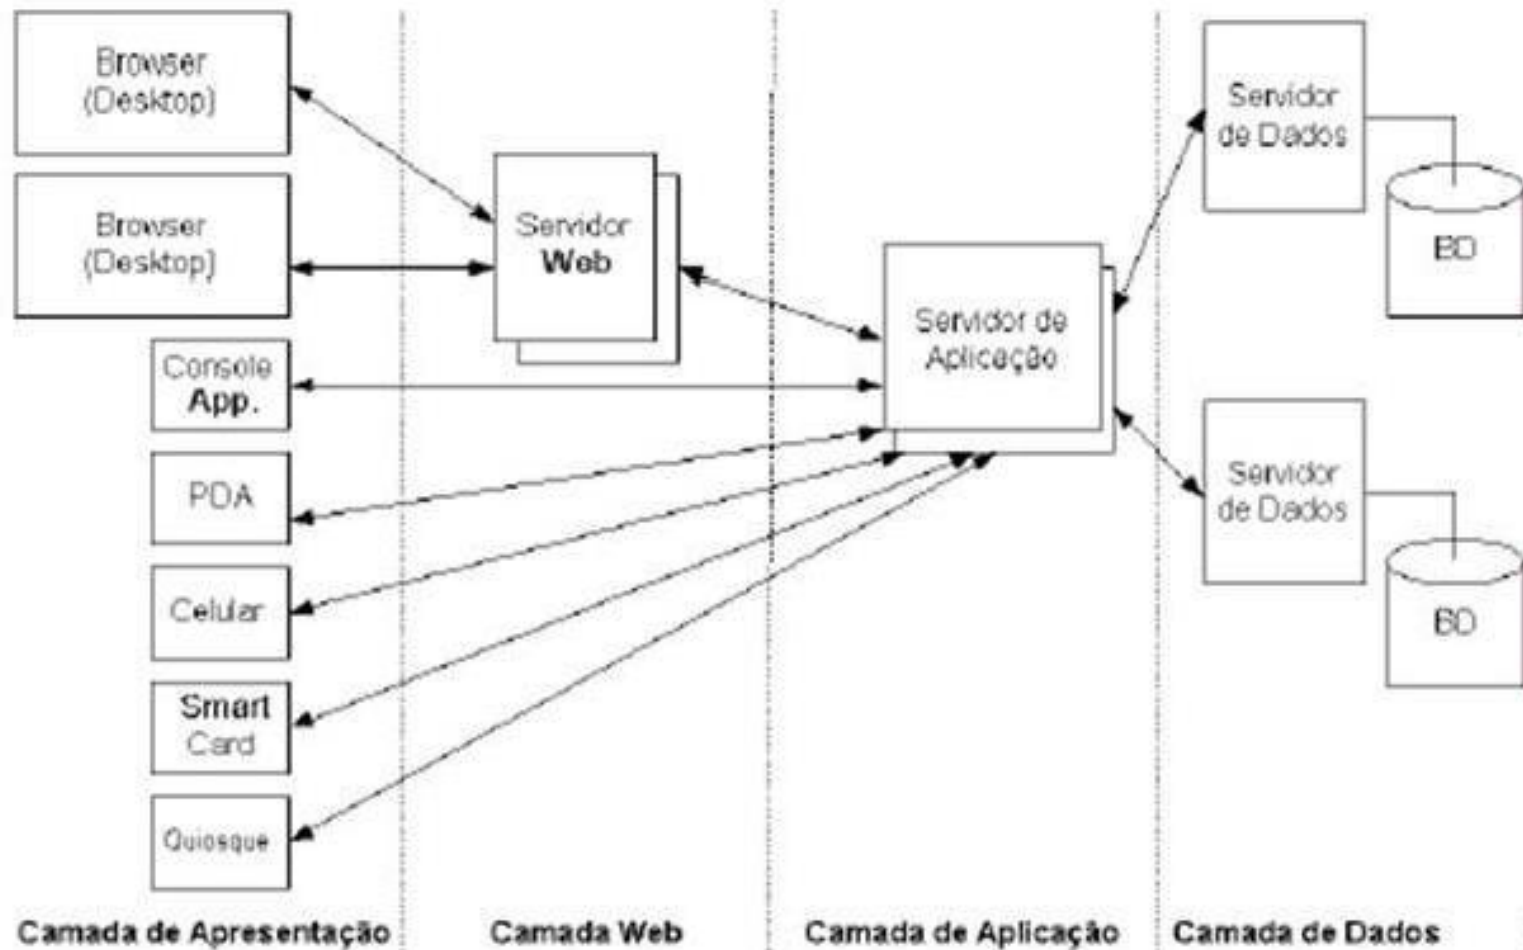 Browser
(Desktop)
Browser
(Desktop)
Console
App.
PDA
Celular
Smart
Card
Quiosque
Camada de Apresentação
Servidor
Web
Camada Web
Servidor de
Aplicação
Camada de Aplicação
Servidor
de Dados
BD
Servidor
de Dados
BD
Camada de Dados